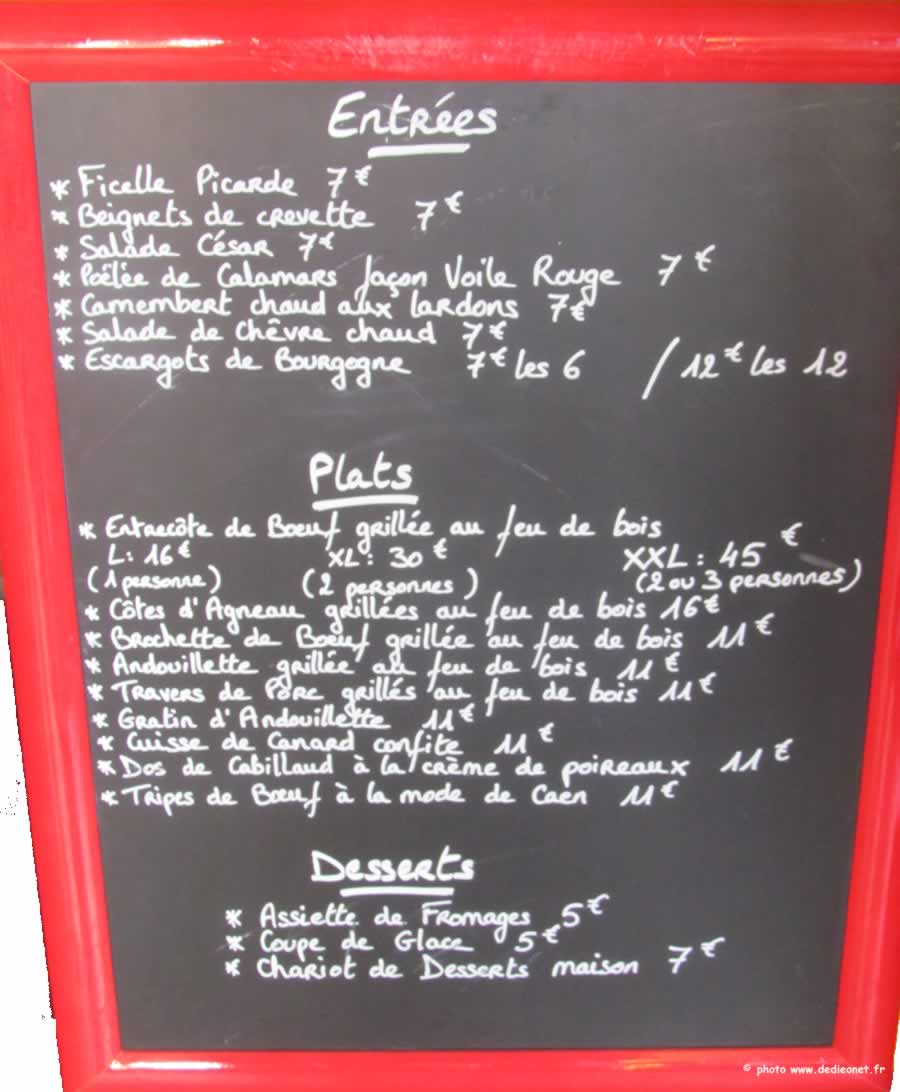 Entrées
* Ficelle Picarde 7€
* Beignets de crevette 7€
* Salade César 7€
* Poêlée de Calamars façon Voile Rouge 7€
* Camembert chaud aux lardons 7€
* Salade de Chêvre chaud 7€
* Escargots de Bourgogne 7€ les 6 / 12€ les 12
Plats
* Entrecôte de Boeuf grillée au feu de bois
L: 16€ XL: 30€ XXL: 45€
(1 personne) (2 personnes) (2 ou 3 personnes)
* Côtes d'Agneau grillées au feu de bois 16€
* Brochette de Boeuf grillée au feu de bois 11€
* Andouillette grillée au feu de bois 11€
* Travers de Porc grillés au feu de bois 11€
* Gratin d'Andouillette 11€
* Cuisse de Canard confite 11€
* Dos de Cabillaud à la crème de poireaux 11€
* Tripes de Boeuf à la mode de Caen 11€
Desserts
* Assiette de Fromages 5€
* Coupe de Glace 5€
* Chariot de Desserts maison 7€
© photo www.dedieonet.fr